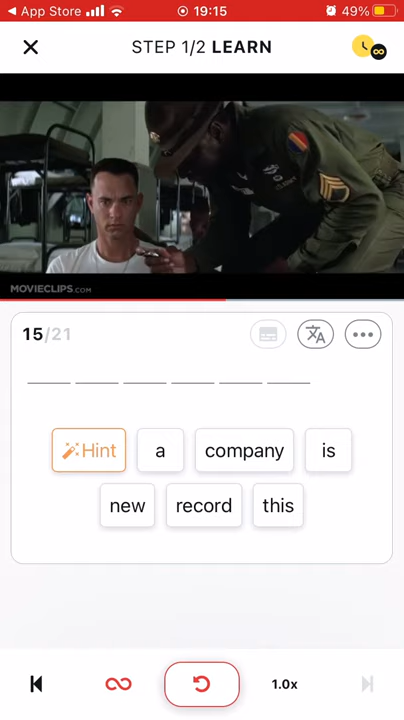 App Store 19:15 49%
STEP 1/2 LEARN
MOVIECLIPS.COM
15/21
Hint a company is
new record this
1.0x